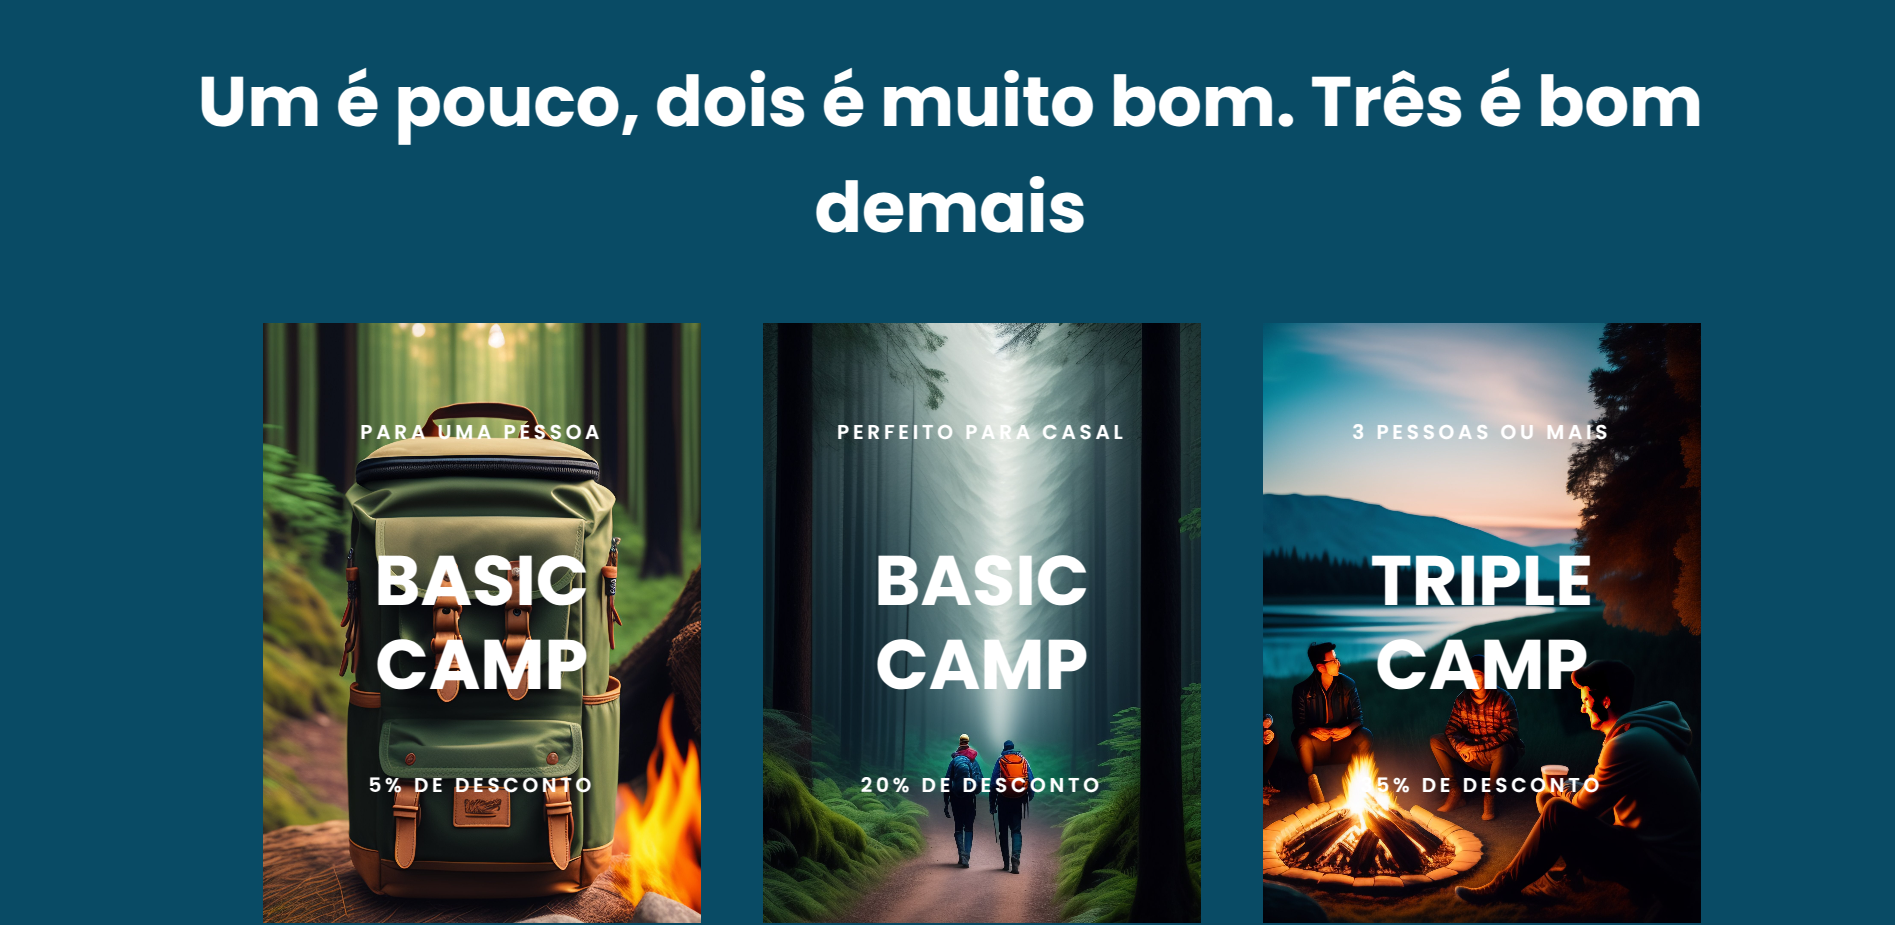 Um é pouco, dois é muito bom. Três é bom
demais
PARA UMA PESSOA
BASIC
CAMP
5% DE DESCONTO
PERFEITO PARA CASAL
BASIC
CAMP
20% DE DESCONTO
3 PESSOAS OU MAIS
TRIPLE
CAMP
DE DESCONTO